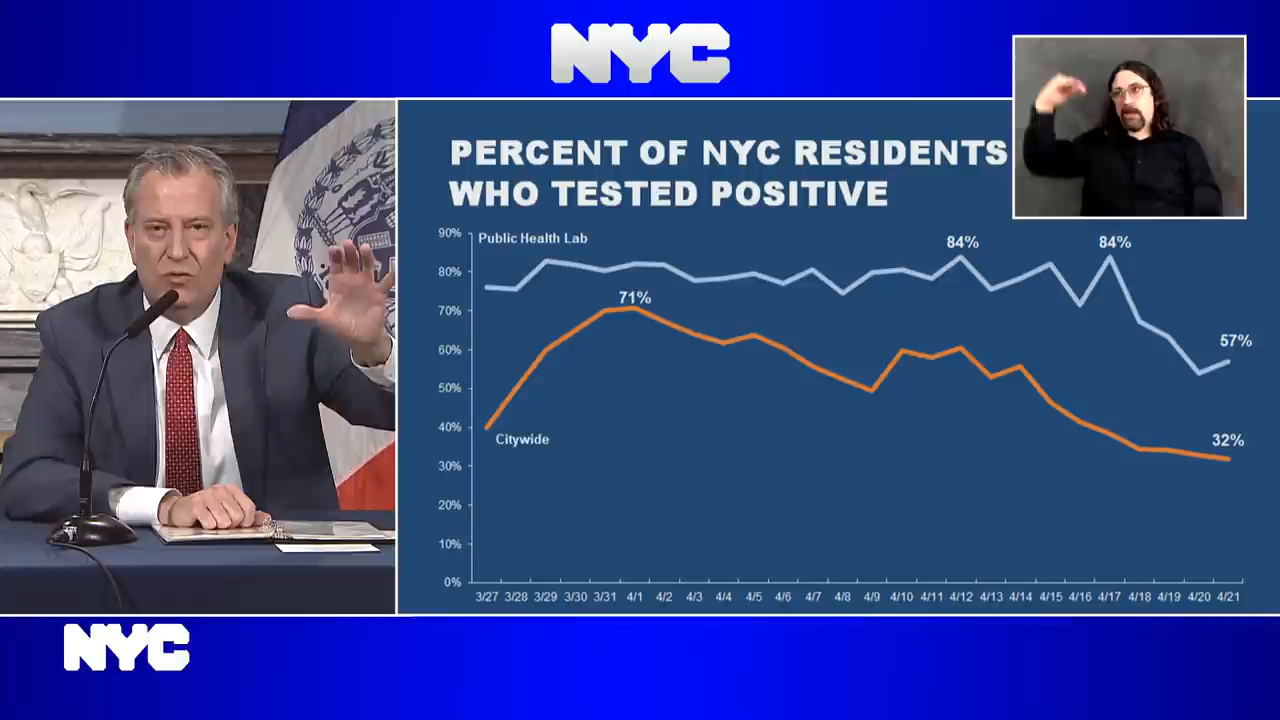 NYC
PERCENT OF NYC RESIDENTS
WHO TESTED POSITIVE
90%
80%
70%
60%
50%
40%
30%
20%
10%
0%
Public Health Lab
84%
84%
71%
57%
Citywide
32%
3/27 3/28 3/29 3/30 3/31 4/1 4/2 4/3 4/4 4/5 4/6 4/7 4/8 4/9 4/10 4/11 4/12 4/13 4/14 4/15 4/16 4/17 4/18 4/19 4/20 4/21
NYC